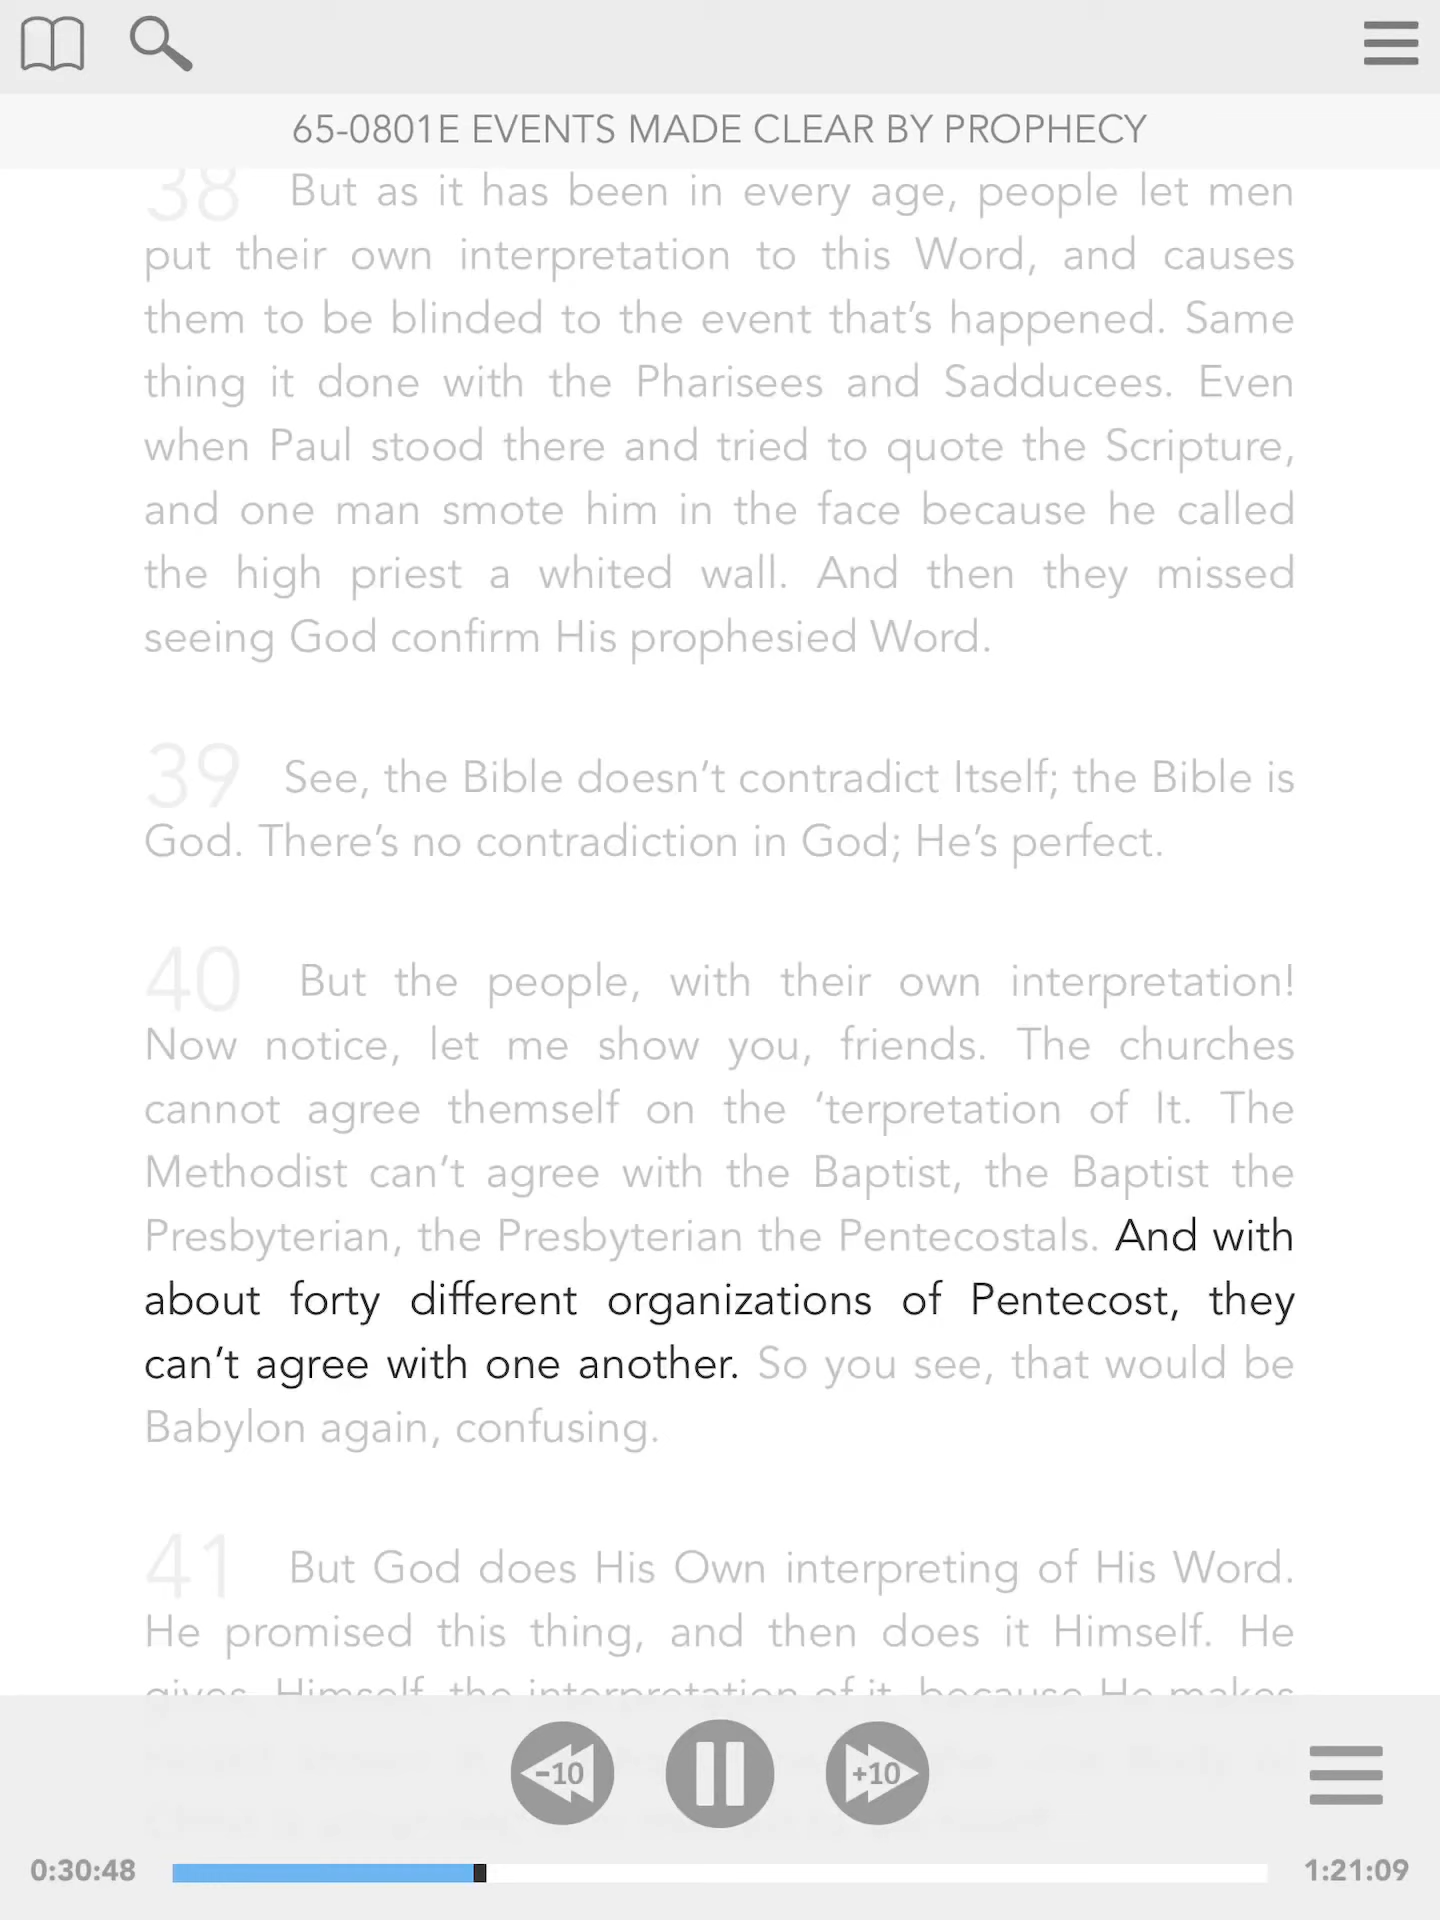 65-0801E EVENTS MADE CLEAR BY PROPHECY
38 But as it has been in every age, people let men
put their own interpretation to this Word, and causes
them to be blinded to the event that’s happened. Same
thing it done with the Pharisees and Sadducees. Even
when Paul stood there and tried to quote the Scripture,
and one man smote him in the face because he called
the high priest a whited wall. And then they missed
seeing God confirm His prophesied Word.
39 See, the Bible doesn’t contradict Itself; the Bible is
God. There’s no contradiction in God; He’s perfect.
40 But the people, with their own interpretation!
Now notice, let me show you, friends. The churches
cannot agree themself on the ‘terpretation of It. The
Methodist can’t agree with the Baptist, the Baptist the
Presbyterian, the Presbyterian the Pentecostals. And with
about forty different organizations of Pentecost, they
can’t agree with one another. So you see, that would be
Babylon again, confusing.
41 But God does His Own interpreting of His Word.
He promised this thing, and then does it Himself. He
gives, Himself, the interpretation of it, because He makes
-10
+10
0:30:48
1:21:09